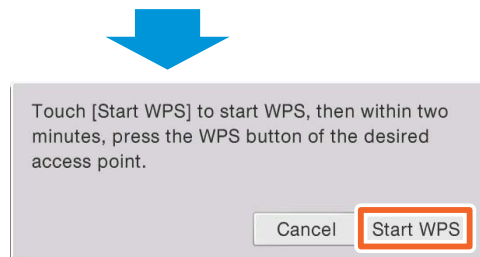 Touch [Start WPS] to start WPS, then within two
minutes, press the WPS button of the desired
access point.
Cancel
Start WPS